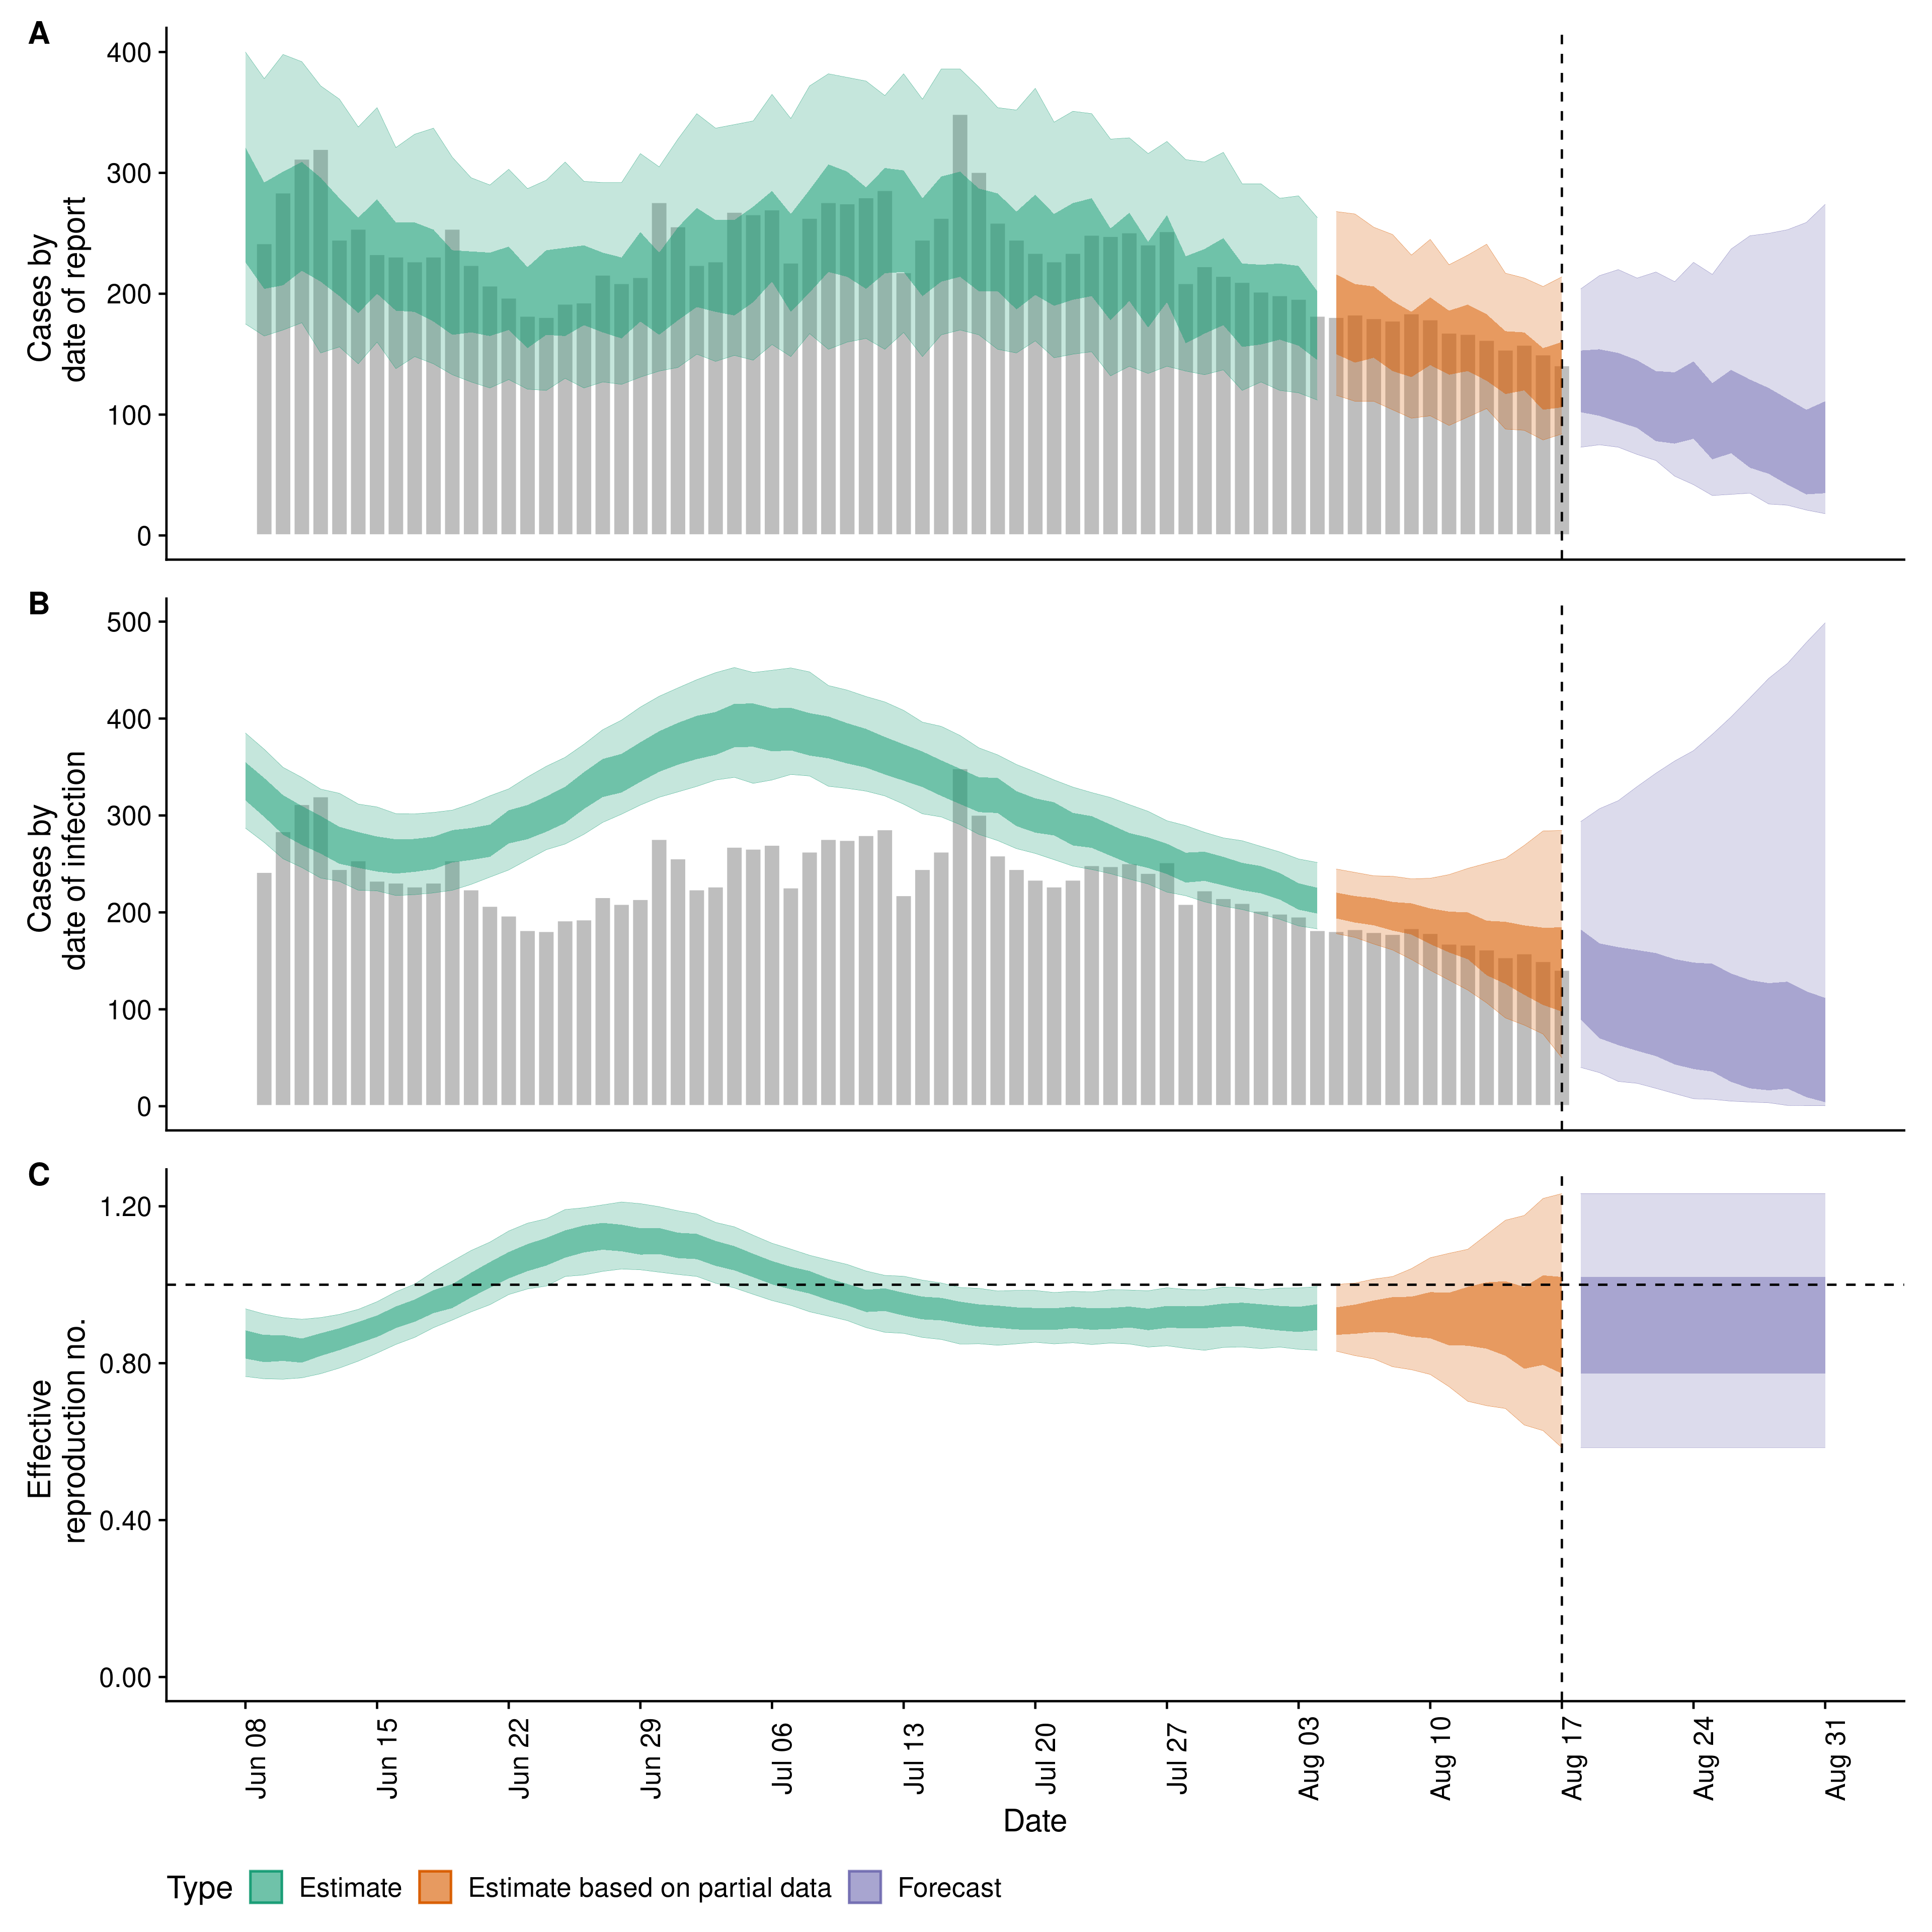 A
400
300
200
100
0
Cases by
date of report
B
500
400
300
200
100
0
Cases by
date of infection
C
1.20
0.80
0.40
0.00
Effective
reproduction no.
Jun 08
Jun 15
Jun 22
Jun 29
Jul 06
Jul 13
Jul 20
Jul 27
Aug 03
Aug 10
Aug 17
Aug 24
Aug 31
Date
Type Estimate Estimate based on partial data Forecast